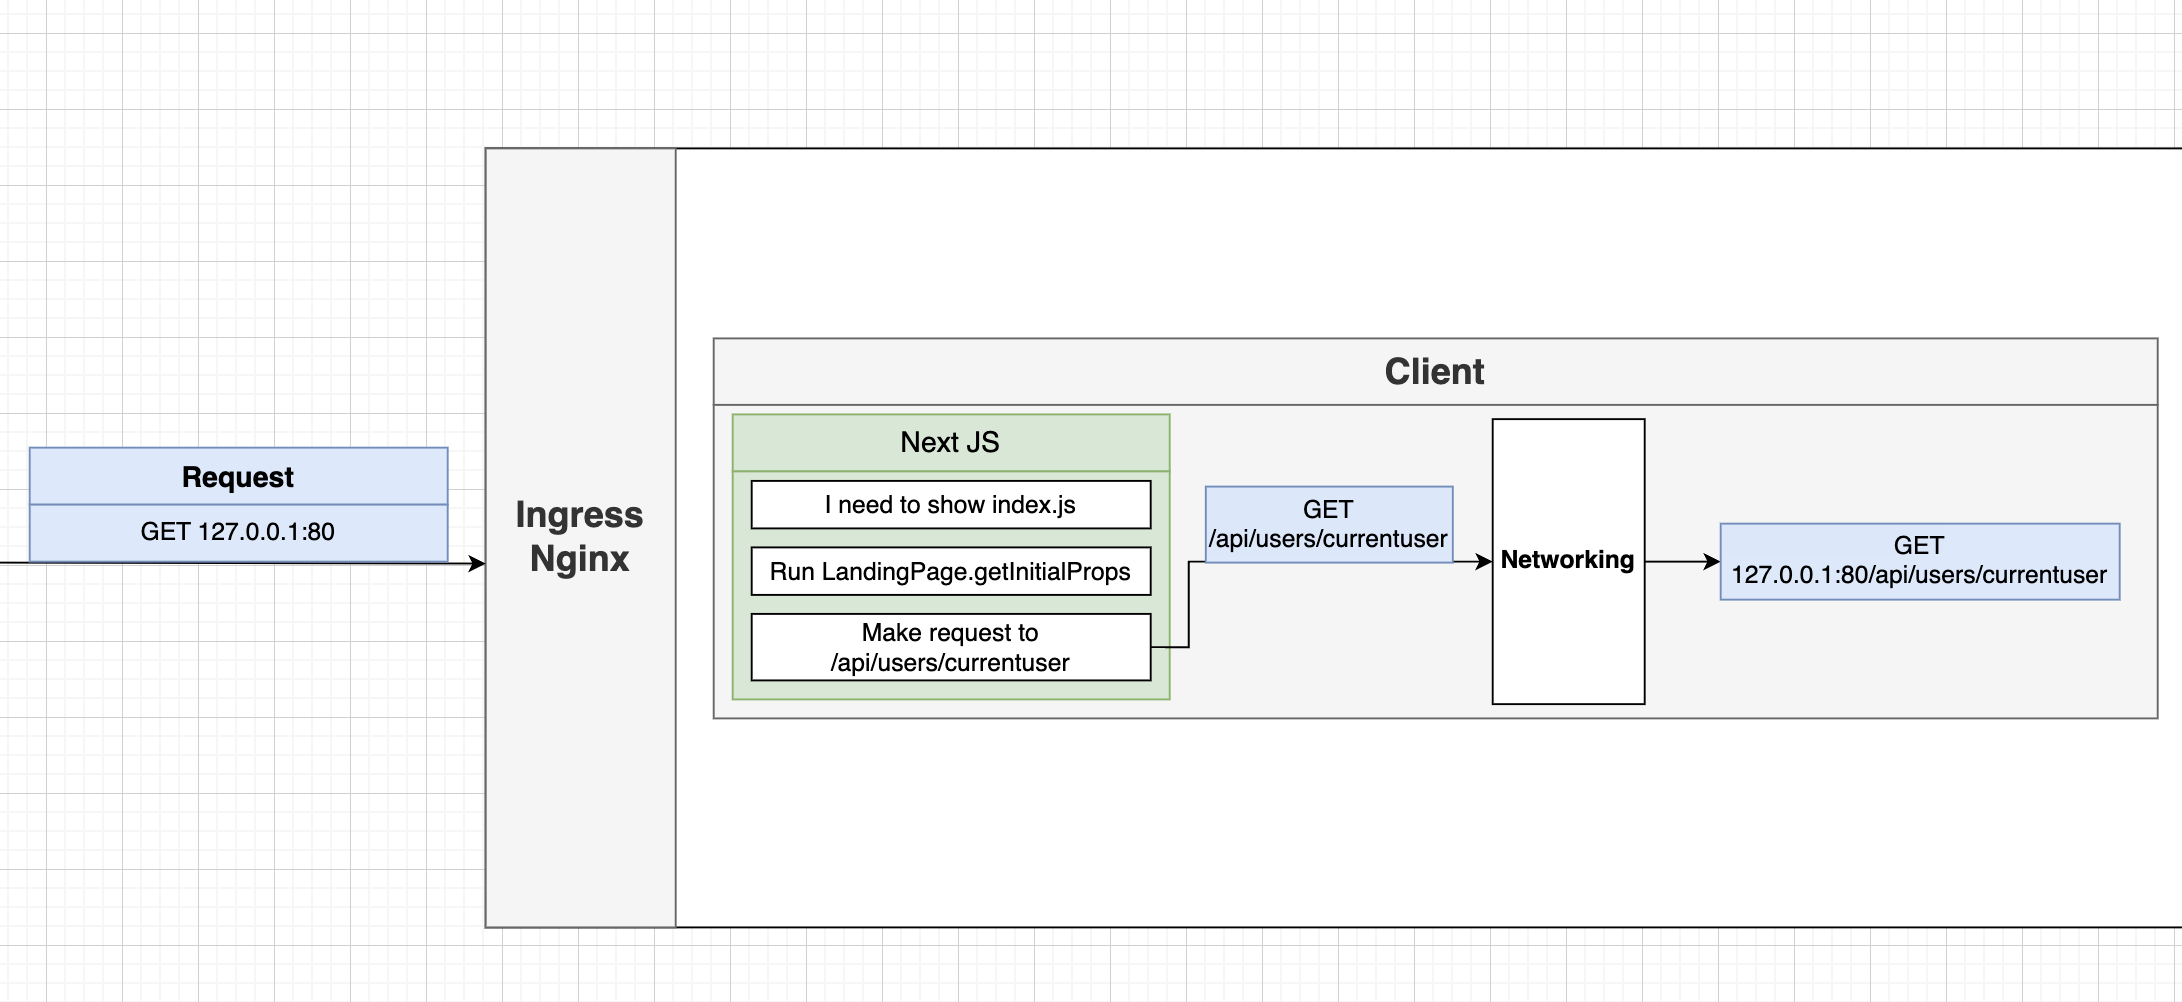 Request
GET 127.0.0.1:80
Ingress
Nginx
Client
Next JS
I need to show index.js
Run LandingPage.getInitialProps
Make request to
/api/users/currentuser
GET
/api/users/currentuser
Networking
GET
127.0.0.1:80/api/users/currentuser